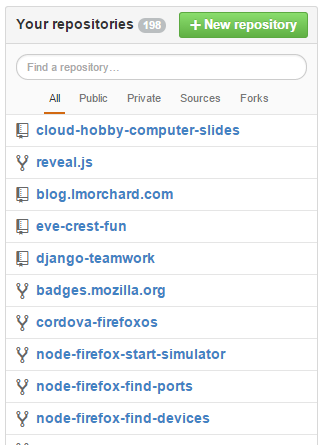 Your repositories 198 + New repository
Find a repository…
All Public Private Sources Forks
cloud-hobby-computer-slides
reveal.js
blog.lmorchard.com
eve-crest-fun
django-teamwork
badges.mozilla.org
cordova-firefoxos
node-firefox-start-simulator
node-firefox-find-ports
node-firefox-find-devices